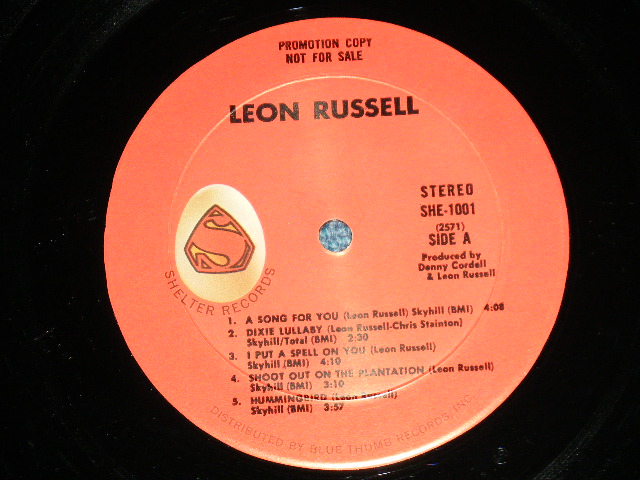 PROMOTION COPY
NOT FOR SALE
LEON RUSSELL
STEREO
SHE-1001
(2571)
SIDE A
Produced by
Denny Cordell
& Leon Russell
S
SHELTER RECORDS
1. A SONG FOR YOU (Leon Russell) Skyhill (BMI) 4:08
2. DIXIE LULLABY (Leon Russell-Chris Stainton)
Skyhill/Total (BMI) 2:30
3. I PUT A SPELL ON YOU (Leon Russell)
Skyhill (BMI) 4:10
4. SHOOT OUT ON THE PLANTATION (Leon Russell)
Skyhill (BMI) 3:10
5. HUMMINGBIRD (Leon Russell)
Skyhill (BMI) 3:57
DISTRIBUTED BY BLUE THUMB RECORDS, INC.